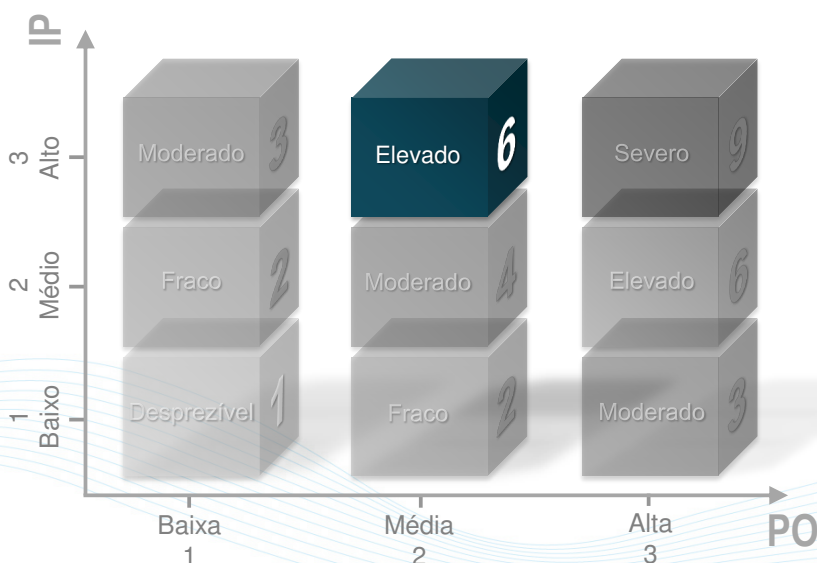 IP
3
Alto
Moderado 3
Elevado 6
Severo 9
2
Médio
Fraco 2
Moderado 4
Elevado 6
1
Baixo
Desprezível 1
Fraco 2
Moderado 3
Baixa
1
Média
2
Alta
3
PO